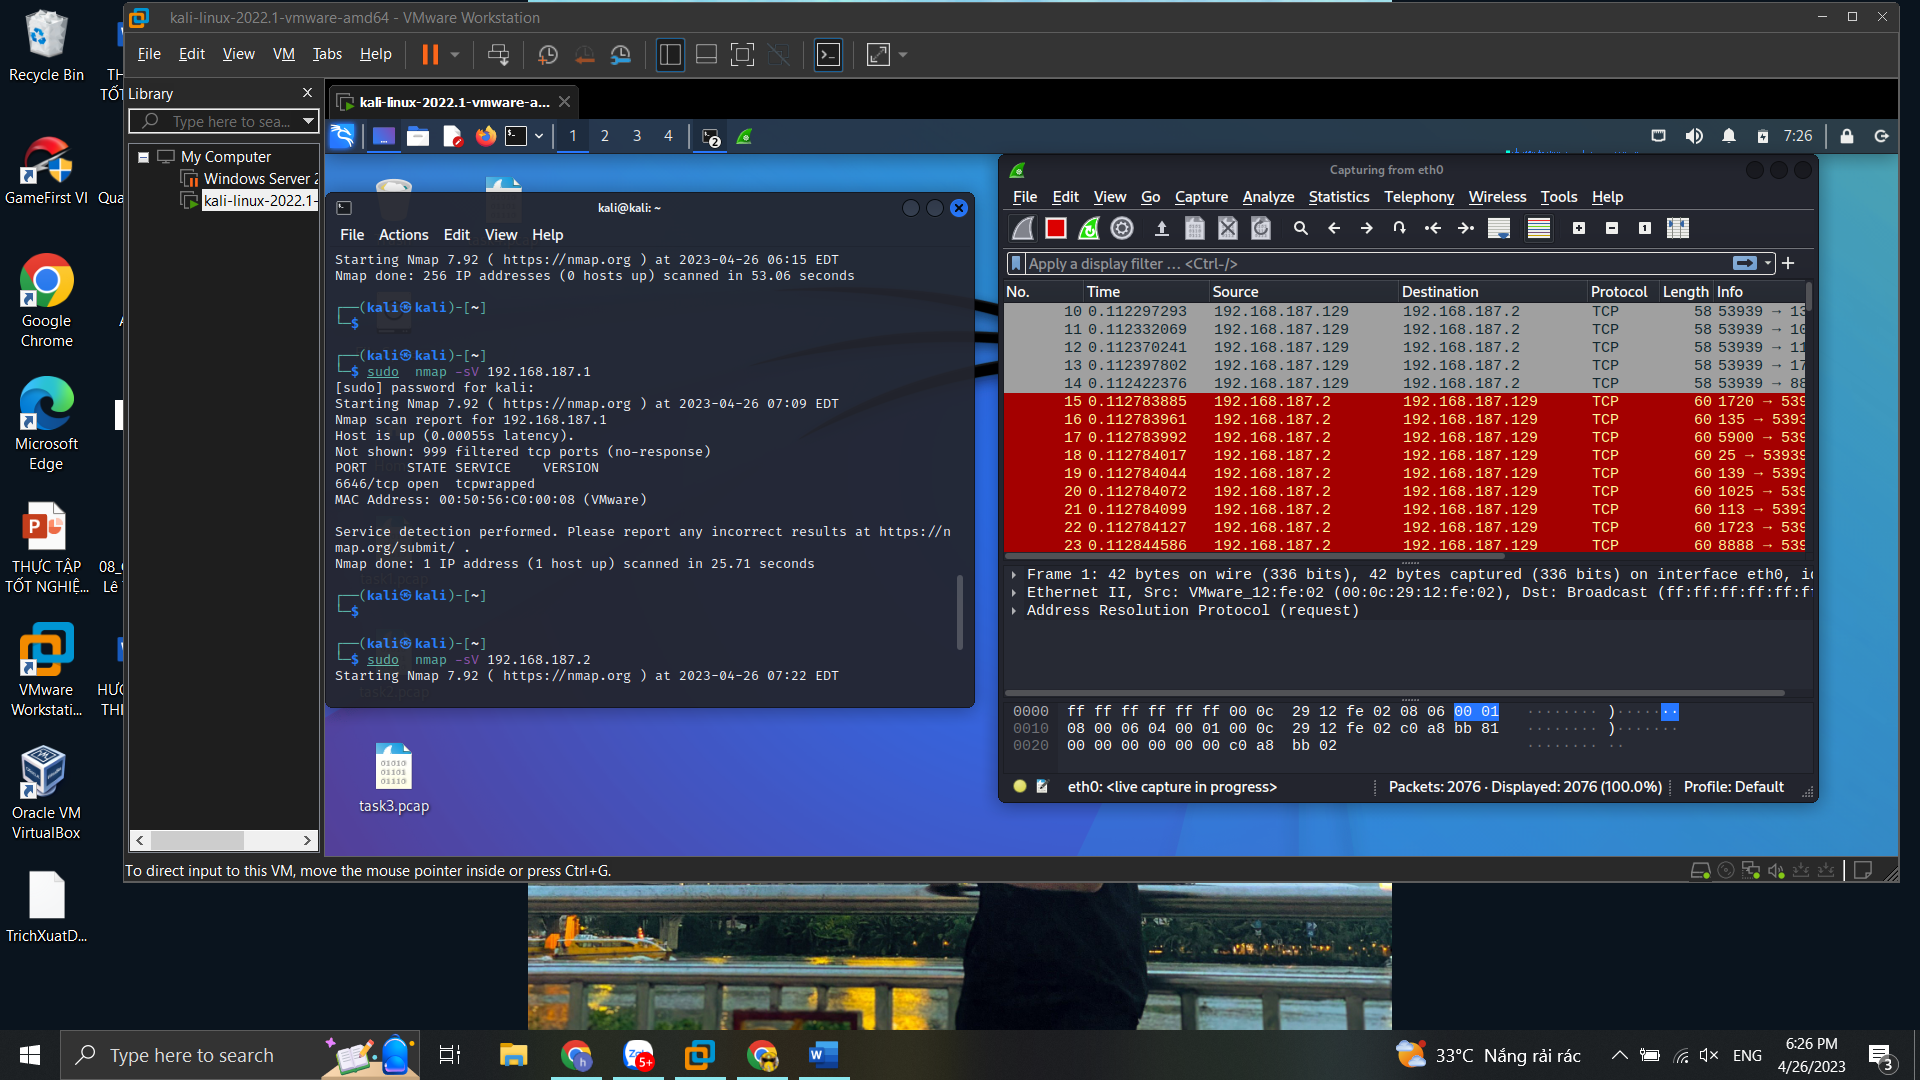 Recycle Bin
GameFirst VI
Google Chrome
Microsoft Edge
THỰC TẬP TỐT NGHIỆ...
VMware Workstati...
Oracle VM VirtualBox
TrichXuatD...
kali-linux-2022.1-vmware-amd64 - VMware Workstation
File Edit View VM Tabs Help
Library
Type here to sea...
My Computer
Windows Server 2
kali-linux-2022.1-
kali-linux-2022.1-vmware-a...
1 2 3 4
2
7:26
kali@kali: ~
File Actions Edit View Help
Starting Nmap 7.92 ( https://nmap.org ) at 2023-04-26 06:15 EDT
Nmap done: 256 IP addresses (0 hosts up) scanned in 53.06 seconds
(kali㉿kali)-[~]
$
(kali㉿kali)-[~]
$ sudo nmap -sV 192.168.187.1
[sudo] password for kali:
Starting Nmap 7.92 ( https://nmap.org ) at 2023-04-26 07:09 EDT
Nmap scan report for 192.168.187.1
Host is up (0.00055s latency).
Not shown: 999 filtered tcp ports (no-response)
PORT STATE SERVICE VERSION
6646/tcp open tcpwrapped
MAC Address: 00:50:56:C0:00:08 (VMware)
Service detection performed. Please report any incorrect results at https://n
map.org/submit/ .
Nmap done: 1 IP address (1 host up) scanned in 25.71 seconds
(kali㉿kali)-[~]
$
(kali㉿kali)-[~]
$ sudo nmap -sV 192.168.187.2
Starting Nmap 7.92 ( https://nmap.org ) at 2023-04-26 07:22 EDT
task2.pcap
task3.pcap
Capturing from eth0
File Edit View Go Capture Analyze Statistics Telephony Wireless Tools Help
Apply a display filter ... <Ctrl-/>
No. Time Source Destination Protocol Length Info
10 0.112297293 192.168.187.129 192.168.187.2 TCP 58 53939 → 13
11 0.112332069 192.168.187.129 192.168.187.2 TCP 58 53939 → 10
12 0.112370241 192.168.187.129 192.168.187.2 TCP 58 53939 → 11
13 0.112397802 192.168.187.129 192.168.187.2 TCP 58 53939 → 17
14 0.112422376 192.168.187.129 192.168.187.2 TCP 58 53939 → 88
15 0.112783885 192.168.187.2 192.168.187.129 TCP 60 1720 → 539
16 0.112783961 192.168.187.2 192.168.187.129 TCP 60 135 → 5393
17 0.112783992 192.168.187.2 192.168.187.129 TCP 60 5900 → 539
18 0.112784017 192.168.187.2 192.168.187.129 TCP 60 25 → 53939
19 0.112784044 192.168.187.2 192.168.187.129 TCP 60 139 → 5393
20 0.112784072 192.168.187.2 192.168.187.129 TCP 60 1025 → 539
21 0.112784099 192.168.187.2 192.168.187.129 TCP 60 113 → 5393
22 0.112784127 192.168.187.2 192.168.187.129 TCP 60 1723 → 539
23 0.112844586 192.168.187.2 192.168.187.129 TCP 60 8888 → 539
Frame 1: 42 bytes on wire (336 bits), 42 bytes captured (336 bits) on interface eth0, id
Ethernet II, Src: VMware_12:fe:02 (00:0c:29:12:fe:02), Dst: Broadcast (ff:ff:ff:ff:ff:ff
Address Resolution Protocol (request)
0000 ff ff ff ff ff ff 00 0c 29 12 fe 02 08 06 00 01 ········ )·······
0010 08 00 06 04 00 01 00 0c 29 12 fe 02 c0 a8 bb 81 ········ )·······
0020 00 00 00 00 00 00 c0 a8 bb 02 ········ ··
eth0: <live capture in progress>
Packets: 2076 · Displayed: 2076 (100.0%)
Profile: Default
To direct input to this VM, move the mouse pointer inside or press Ctrl+G.
Type here to search
5+
33°C Nắng rải rác
ENG
6:26 PM
4/26/2023
3